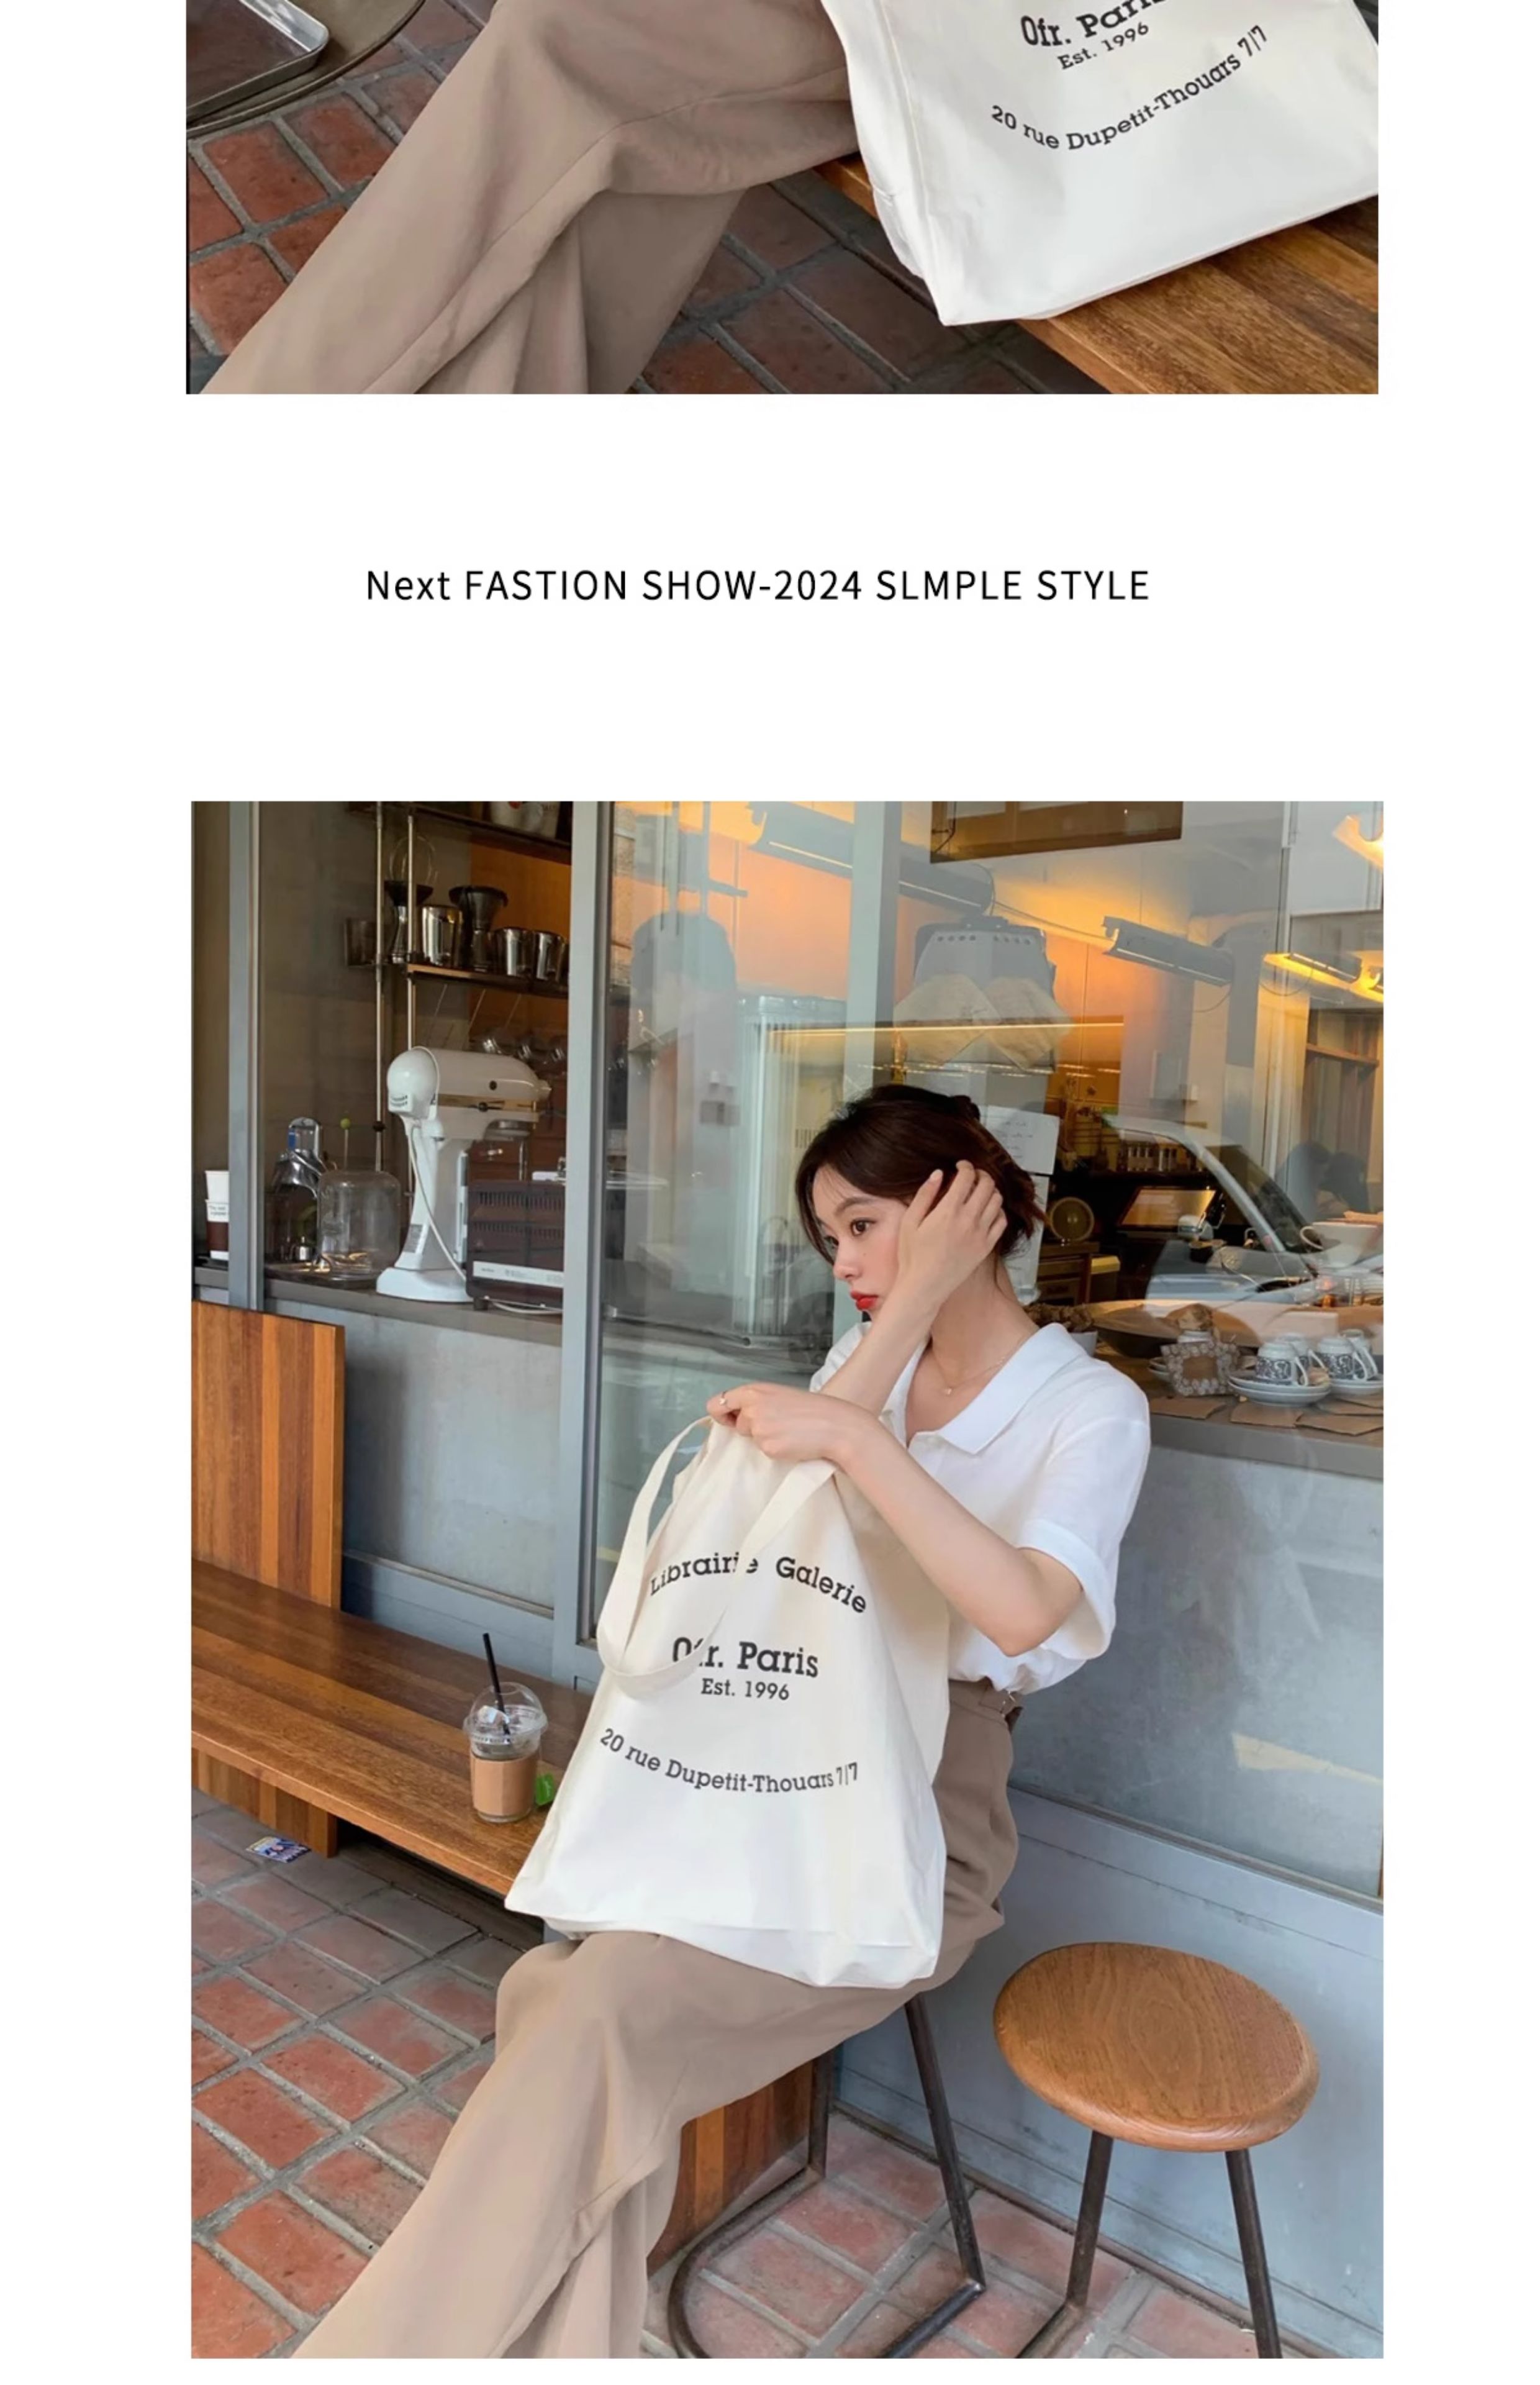 Ofr. Paris
Est. 1996
20 rue Dupetit-Thouars 7|7
Next FASTION SHOW-2024 SLMPLE STYLE
Librairie Galerie
Ofr. Paris
Est. 1996
20 rue Dupetit-Thouars 7|7